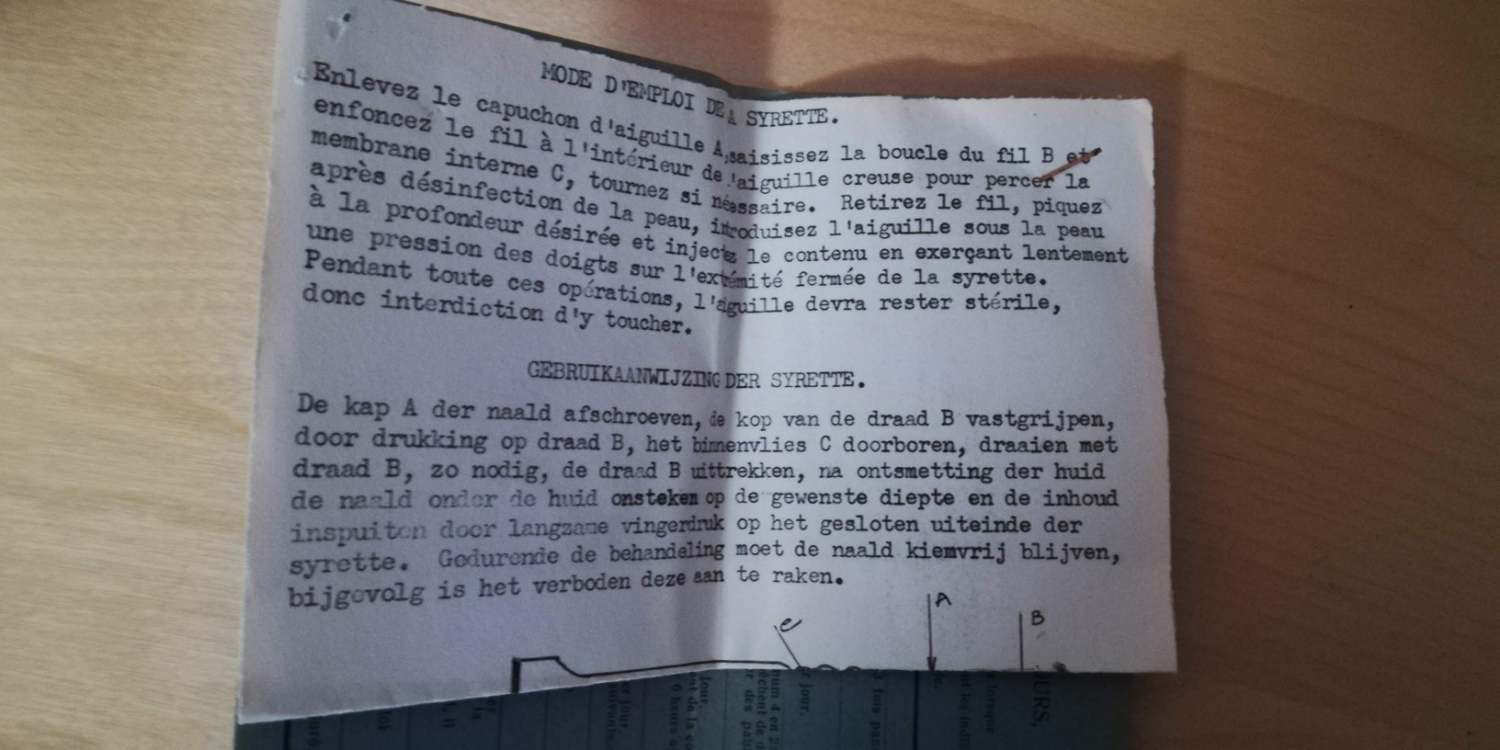 MODE D'EMPLOI DE A SYRETTE.
Enlevez le capuchon d'aiguille A,saisissez la boucle du fil B et
enfoncez le fil à l'intérieur de l'aiguille creuse pour percer la
membrane interne C, tournez si néassaire. Retirez le fil, piquez
après désinfection de la peau, introduisez l'aiguille sous la peau
à la profondeur désirée et injectez le contenu en exerçant lentement
une pression des doigts sur l'extémité fermée de la syrette.
Pendant toute ces opérations, l'aiguille devra rester stérile,
donc interdiction d'y toucher.
GEBRUIKAANWIJZING DER SYRETTE.
De kap A der naald afschroeven, de kop van de draad B vastgrijpen,
door drukking op draad B, het binnenvlies C doorboren, draaien met
draad B, zo nodig, de draad B uittrekken, na ontsmetting der huid
de naald onder de huid onsteken op de gewenste diepte en de inhoud
inspuiten door langzame vingerdruk op het gesloten uiteinde der
syrette. Gedurende de behandeling moet de naald kiemvrij blijven,
bijgevolg is het verboden deze aan te raken.
C A B
jour.
URS.